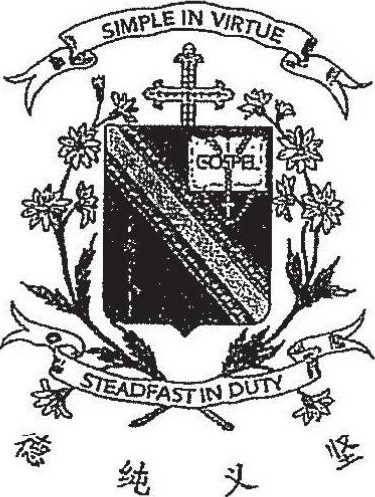 SIMPLE IN VIRTUE
GOSPEL
STEADFAST IN DUTY
德 纯 义 坚